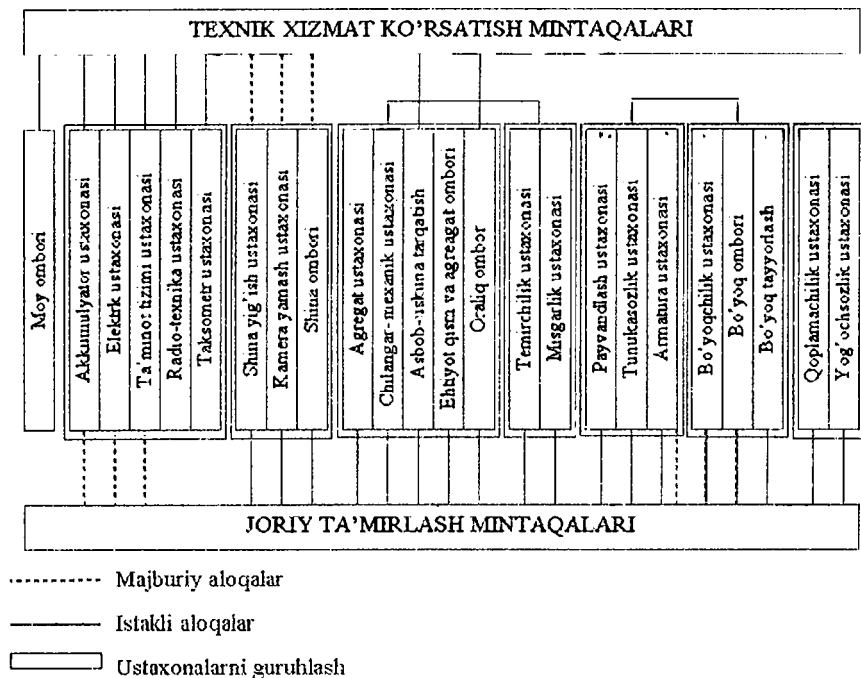 TEXNIK XIZMAT KO'RSATISH MINTAQALARI
Moy ombori
Akkumulyator ustaxonasi
Elektrik ustaxonasi
Ta'minot tizimi ustaxonasi
Radio-texnika ustaxonasi
Taksometr ustaxonasi
Shina yig'ish ustaxonasi
Kamera yamash ustaxonasi
Shina ombori
Agregat ustaxonasi
Chilangar-mexanik ustaxonasi
Asbob-uskuna tarqatish
Ehtiyot qism va agreagat ombori
Oraliq ombor
Temirchilik ustaxonasi
Misgarlik ustaxonasi
Payvandlash ustaxonasi
Tunukasozlik ustaxonasi
Armatura ustaxonasi
Bo'yoqchilik ustaxonasi
Bo'yoq ombori
Bo'yoq tayyorlash
Qoplamachilik ustaxonasi
Yog'ochsozlik ustaxonasi
JORIY TA'MIRLASH MINTAQALARI
Majburiy aloqalar
Istakli aloqalar
Ustaxonalarni guruhlash